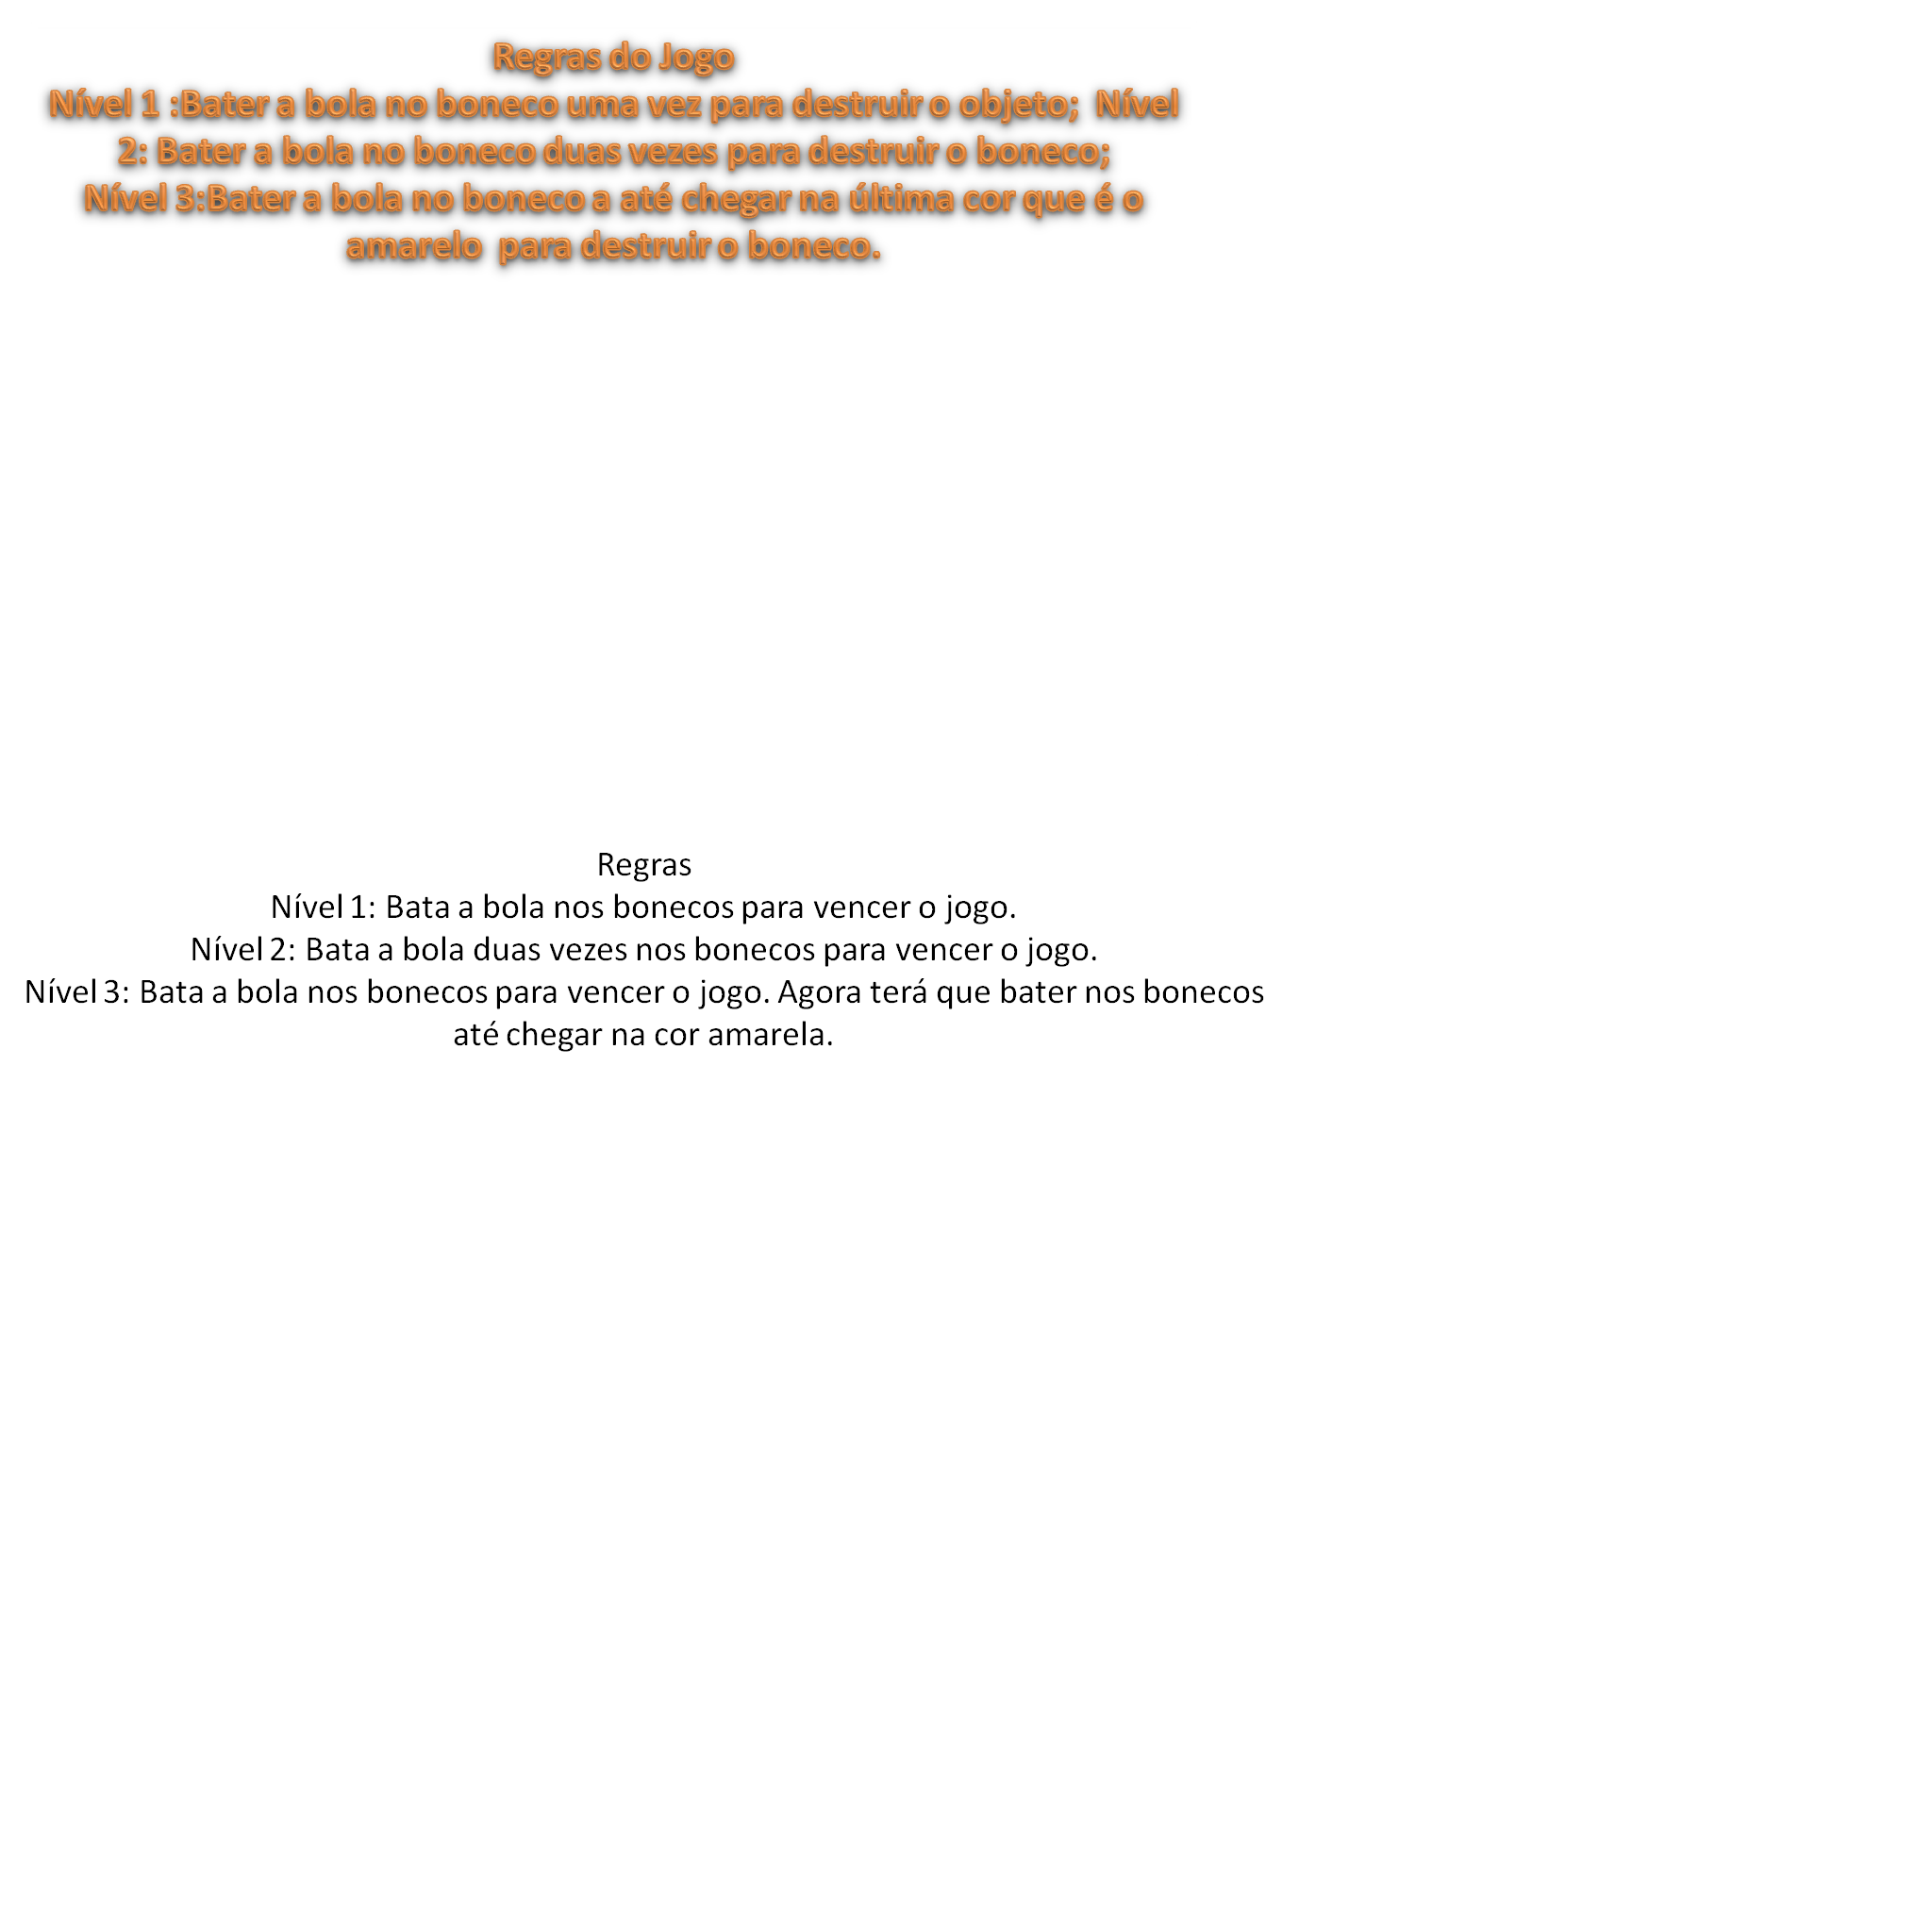 Regras do Jogo
Nível 1 :Bater a bola no boneco uma vez para destruir o objeto;  Nível
2: Bater a bola no boneco duas vezes para destruir o boneco;
Nível 3:Bater a bola no boneco a até chegar na última cor que é o
amarelo  para destruir o boneco.
Regras
Nível 1: Bata a bola nos bonecos para vencer o jogo.
Nível 2: Bata a bola duas vezes nos bonecos para vencer o jogo.
Nível 3: Bata a bola nos bonecos para vencer o jogo. Agora terá que bater nos bonecos
até chegar na cor amarela.